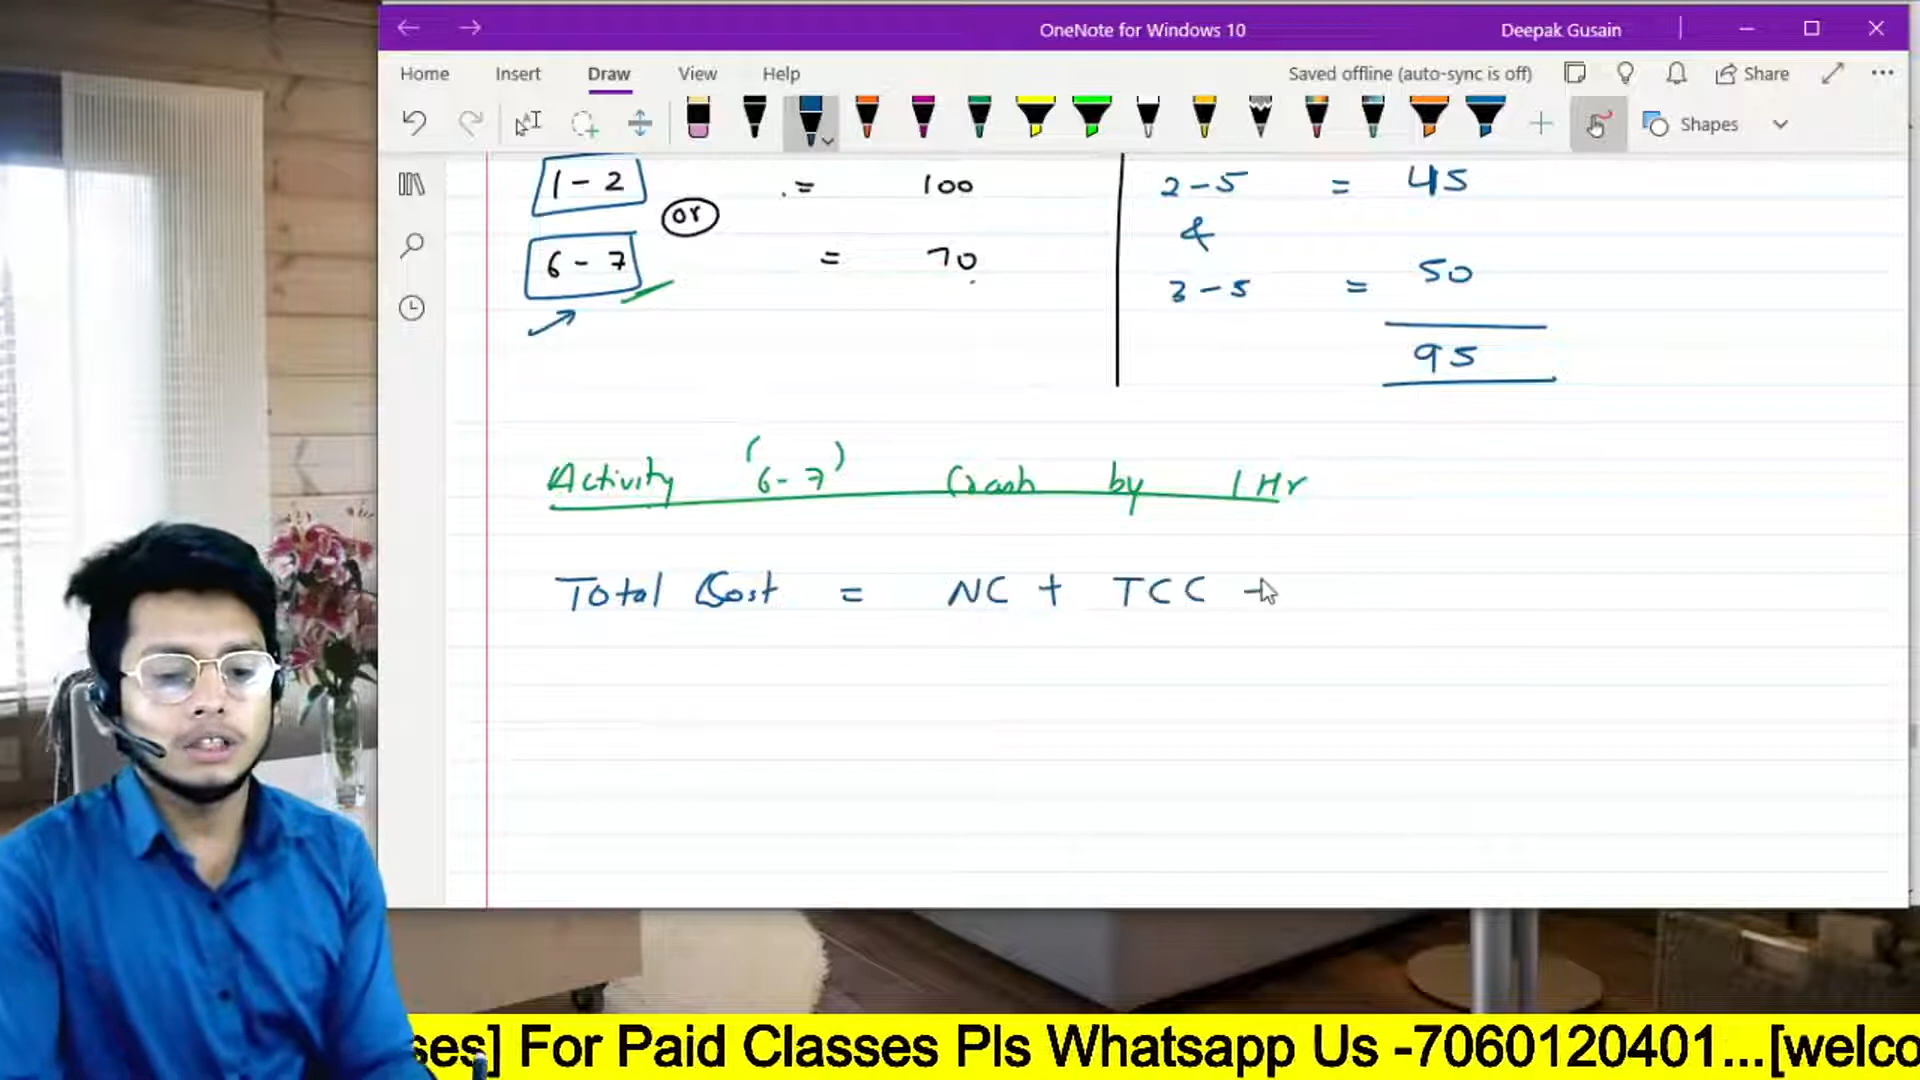 OneNote for Windows 10
Deepak Gusain
Home Insert Draw View Help
Saved offline (auto-sync is off)
Share
Shapes
1 - 2 .= 100
or
6 - 7 = 70
2 - 5 = 45
&
3 - 5 = 50
95
Activity (6-7) Crash by 1 Hr
Total Cost = NC + TCC +
ses] For Paid Classes Pls Whatsapp Us -7060120401...[welco